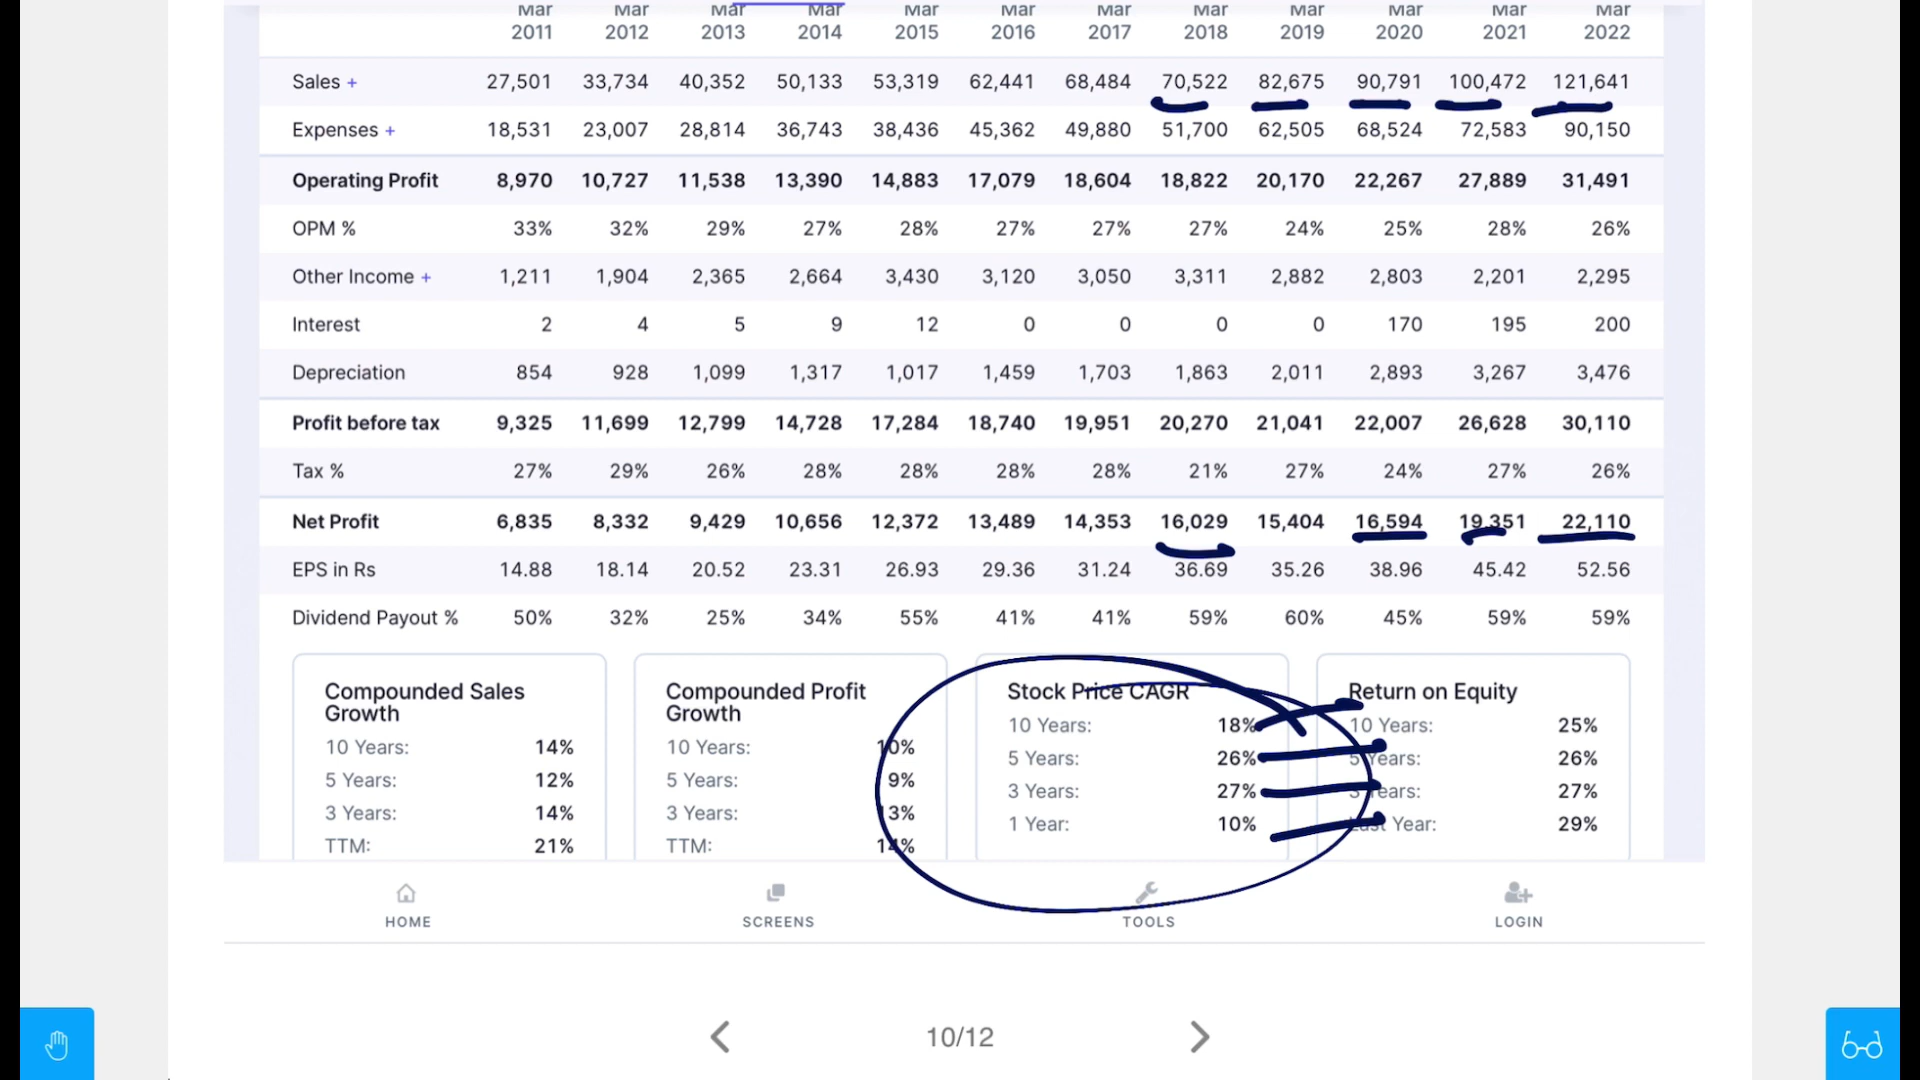 Mar Mar Mar Mar Mar Mar Mar Mar Mar Mar Mar Mar
2011 2012 2013 2014 2015 2016 2017 2018 2019 2020 2021 2022
Sales + 27,501 33,734 40,352 50,133 53,319 62,441 68,484 70,522 82,675 90,791 100,472 121,641
Expenses + 18,531 23,007 28,814 36,743 38,436 45,362 49,880 51,700 62,505 68,524 72,583 90,150
Operating Profit 8,970 10,727 11,538 13,390 14,883 17,079 18,604 18,822 20,170 22,267 27,889 31,491
OPM % 33% 32% 29% 27% 28% 27% 27% 27% 24% 25% 28% 26%
Other Income + 1,211 1,904 2,365 2,664 3,430 3,120 3,050 3,311 2,882 2,803 2,201 2,295
Interest 2 4 5 9 12 0 0 0 0 170 195 200
Depreciation 854 928 1,099 1,317 1,017 1,459 1,703 1,863 2,011 2,893 3,267 3,476
Profit before tax 9,325 11,699 12,799 14,728 17,284 18,740 19,951 20,270 21,041 22,007 26,628 30,110
Tax % 27% 29% 26% 28% 28% 28% 28% 21% 27% 24% 27% 26%
Net Profit 6,835 8,332 9,429 10,656 12,372 13,489 14,353 16,029 15,404 16,594 19,351 22,110
EPS in Rs 14.88 18.14 20.52 23.31 26.93 29.36 31.24 36.69 35.26 38.96 45.42 52.56
Dividend Payout % 50% 32% 25% 34% 55% 41% 41% 59% 60% 45% 59% 59%
Compounded Sales
Growth
10 Years: 14%
5 Years: 12%
3 Years: 14%
TTM: 21%
Compounded Profit
Growth
10 Years: 10%
5 Years: 9%
3 Years: 13%
TTM: 14%
Stock Price CAGR
10 Years: 18%
5 Years: 26%
3 Years: 27%
1 Year: 10%
Return on Equity
10 Years: 25%
5 Years: 26%
3 Years: 27%
Last Year: 29%
HOME SCREENS TOOLS LOGIN
10/12